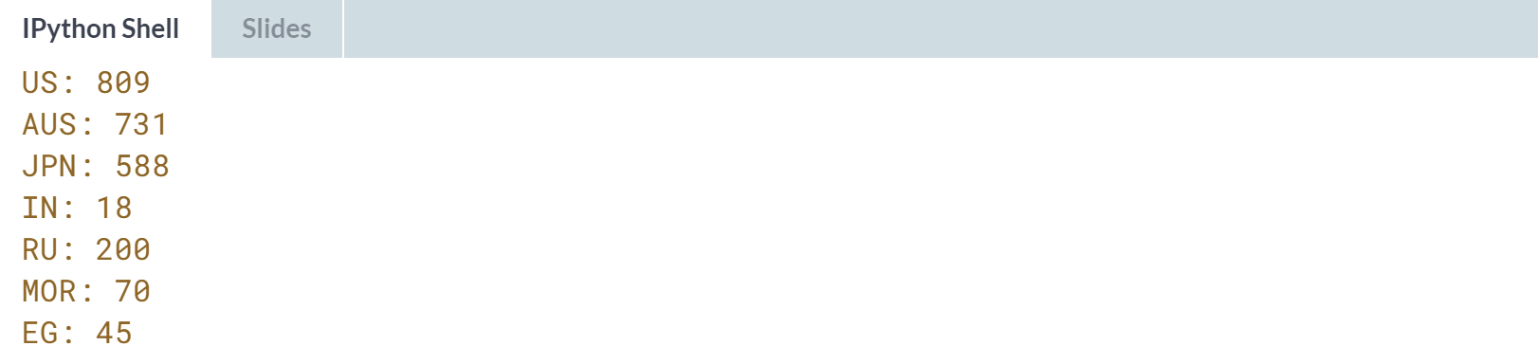 IPython Shell Slides
US: 809
AUS: 731
JPN: 588
IN: 18
RU: 200
MOR: 70
EG: 45